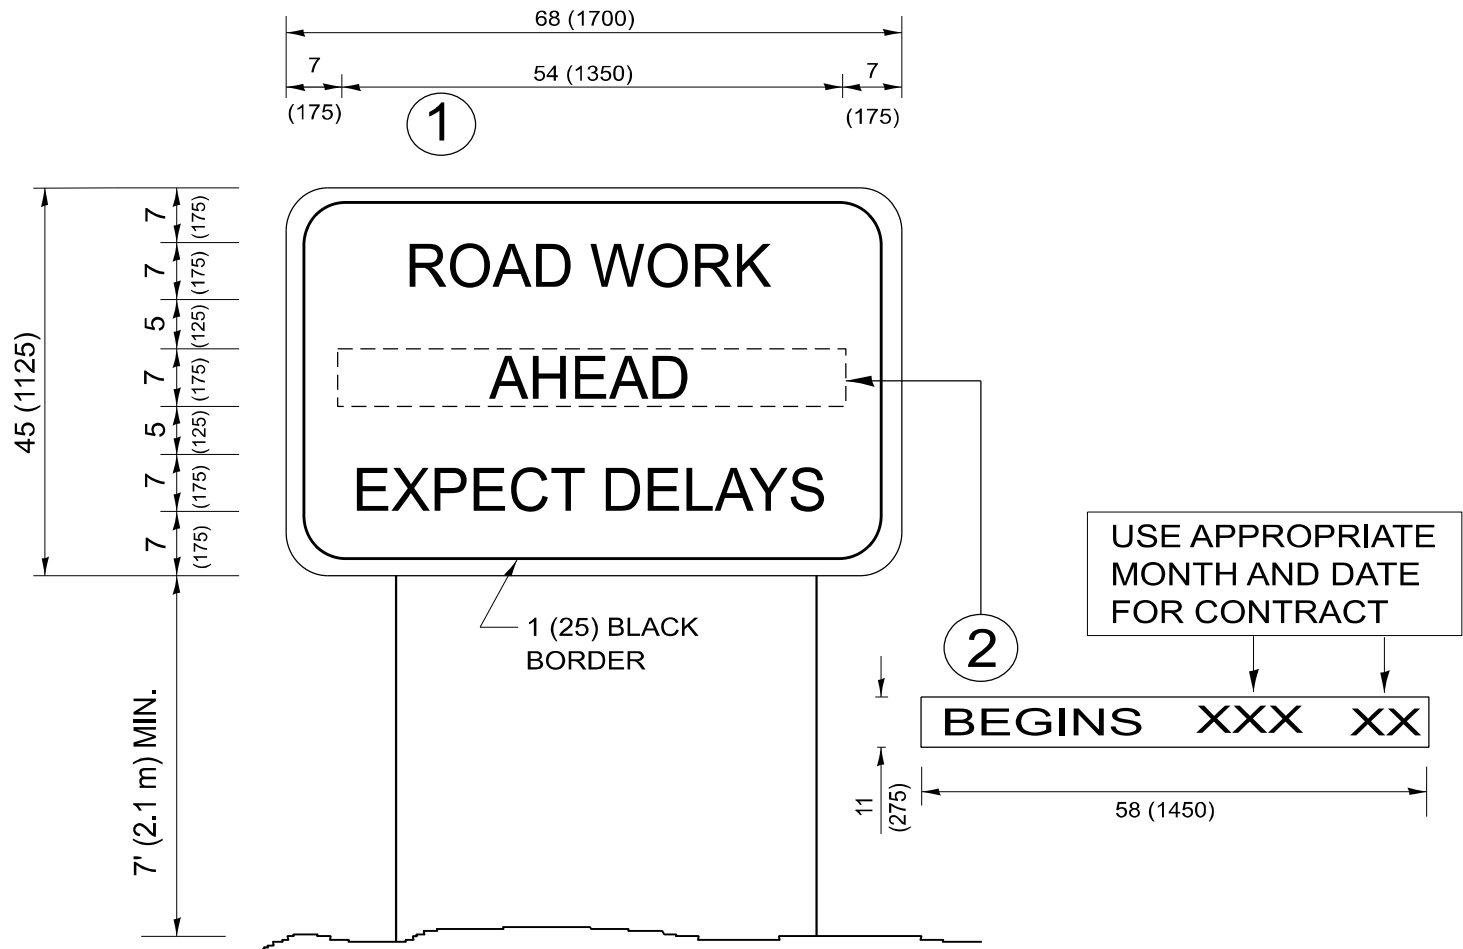 68 (1700)
7
54 (1350)
7
(175)
(175)
1
ROAD WORK
AHEAD
EXPECT DELAYS
45 (1125)
7 (175)
7 (175)
5 (125)
7 (175)
5 (125)
7 (175)
7 (175)
7' (2.1 m) MIN.
1 (25) BLACK
BORDER
2
USE APPROPRIATE
MONTH AND DATE
FOR CONTRACT
BEGINS XXX XX
11
(275)
58 (1450)